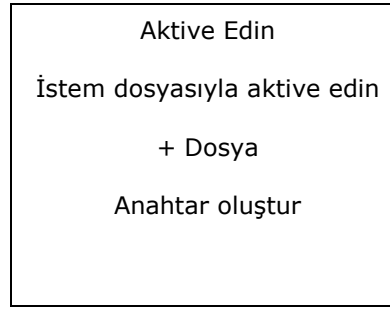 Aktive Edin
İstem dosyasıyla aktive edin
+ Dosya
Anahtar oluştur